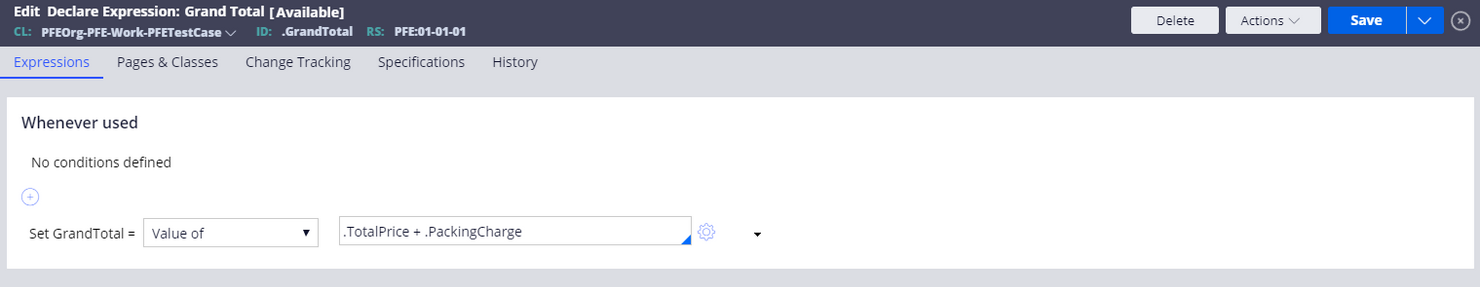 Edit Declare Expression: Grand Total [Available]
CL: PFEOrg-PFE-Work-PFETestCase ID: .GrandTotal RS: PFE:01-01-01
Delete Actions Save
Expressions Pages & Classes Change Tracking Specifications History
Whenever used
No conditions defined
Set GrandTotal = Value of .TotalPrice + .PackingCharge